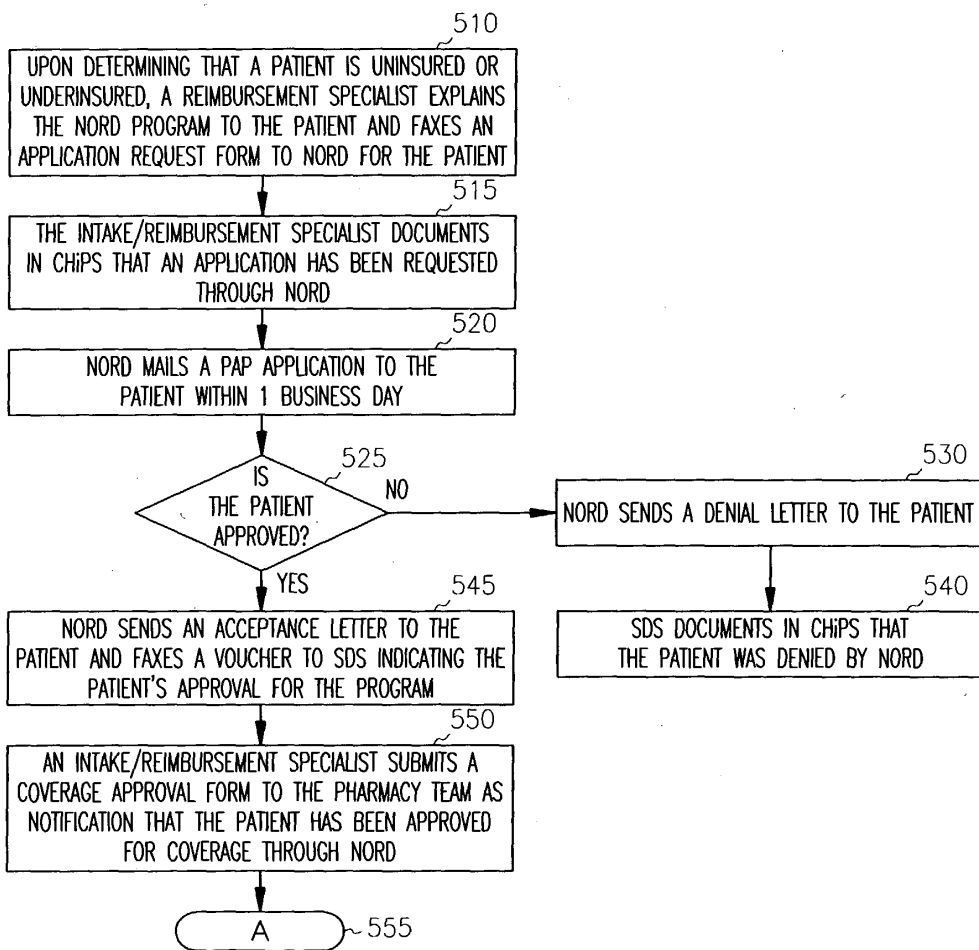 510
UPON DETERMINING THAT A PATIENT IS UNINSURED OR
UNDERINSURED, A REIMBURSEMENT SPECIALIST EXPLAINS
THE NORD PROGRAM TO THE PATIENT AND FAXES AN
APPLICATION REQUEST FORM TO NORD FOR THE PATIENT
515
THE INTAKE/REIMBURSEMENT SPECIALIST DOCUMENTS
IN CHiPS THAT AN APPLICATION HAS BEEN REQUESTED
THROUGH NORD
520
NORD MAILS A PAP APPLICATION TO THE
PATIENT WITHIN 1 BUSINESS DAY
525
IS
THE PATIENT
APPROVED?
NO
530
NORD SENDS A DENIAL LETTER TO THE PATIENT
540
SDS DOCUMENTS IN CHiPS THAT
THE PATIENT WAS DENIED BY NORD
YES
545
NORD SENDS AN ACCEPTANCE LETTER TO THE
PATIENT AND FAXES A VOUCHER TO SDS INDICATING THE
PATIENT'S APPROVAL FOR THE PROGRAM
550
AN INTAKE/REIMBURSEMENT SPECIALIST SUBMITS A
COVERAGE APPROVAL FORM TO THE PHARMACY TEAM AS
NOTIFICATION THAT THE PATIENT HAS BEEN APPROVED
FOR COVERAGE THROUGH NORD
A
555